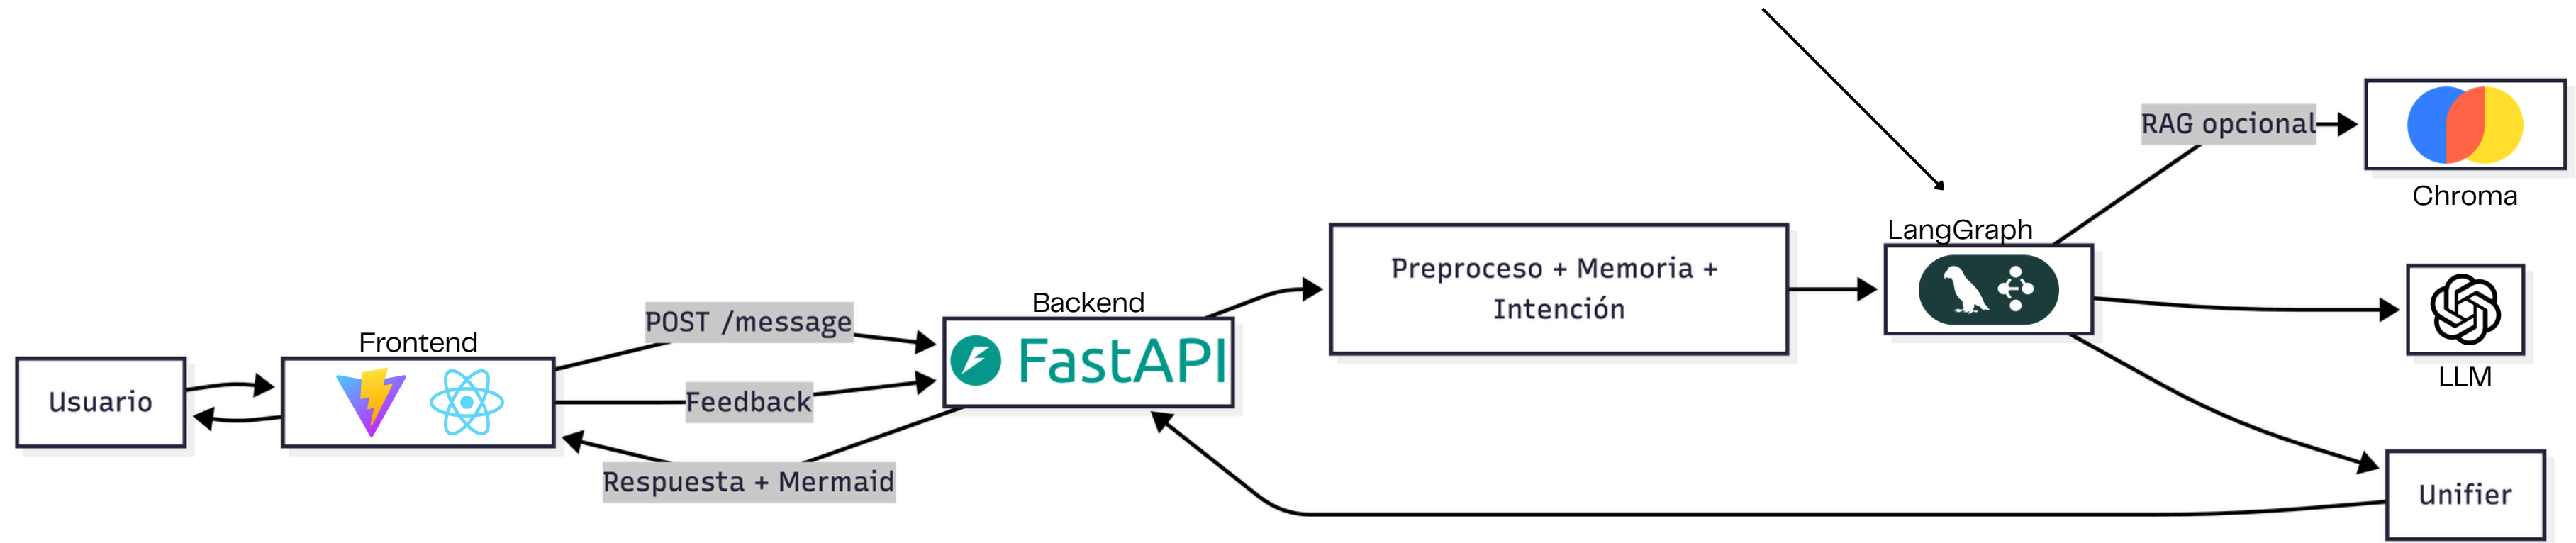 Usuario
Frontend
POST /message
Feedback
Respuesta + Mermaid
Backend
FastAPI
Preproceso + Memoria +
Intención
LangGraph
RAG opcional
Chroma
LLM
Unifier